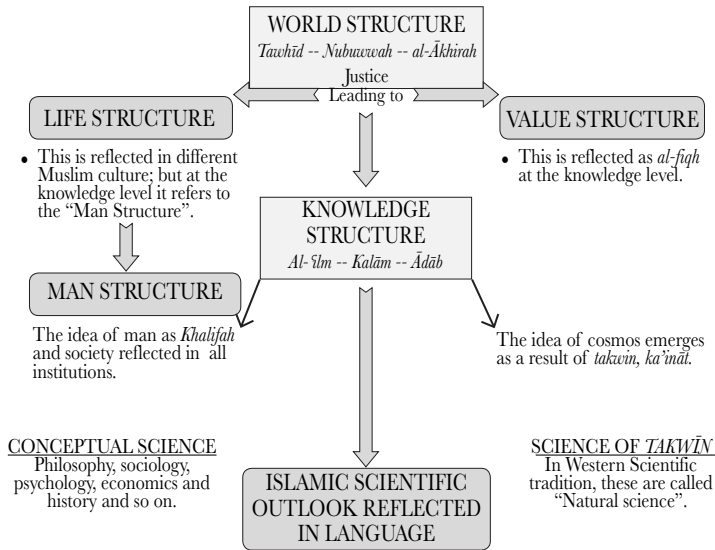 WORLD STRUCTURE
Tawhīd -- Nubuwwah -- al-Ākhirah
Justice
Leading to
LIFE STRUCTURE
VALUE STRUCTURE
• This is reflected in different
Muslim culture; but at the
knowledge level it refers to
the “Man Structure”.
• This is reflected as al-fiqh
at the knowledge level.
KNOWLEDGE
STRUCTURE
Al-ʿIlm -- Kalām -- Ādāb
MAN STRUCTURE
The idea of man as Khalifah
and society reflected in all
institutions.
The idea of cosmos emerges
as a result of takwin, ka’ināt.
CONCEPTUAL SCIENCE
Philosophy, sociology,
psychology, economics and
history and so on.
ISLAMIC SCIENTIFIC
OUTLOOK REFLECTED
IN LANGUAGE
SCIENCE OF TAKWĪN
In Western Scientific
tradition, these are called
“Natural science”.